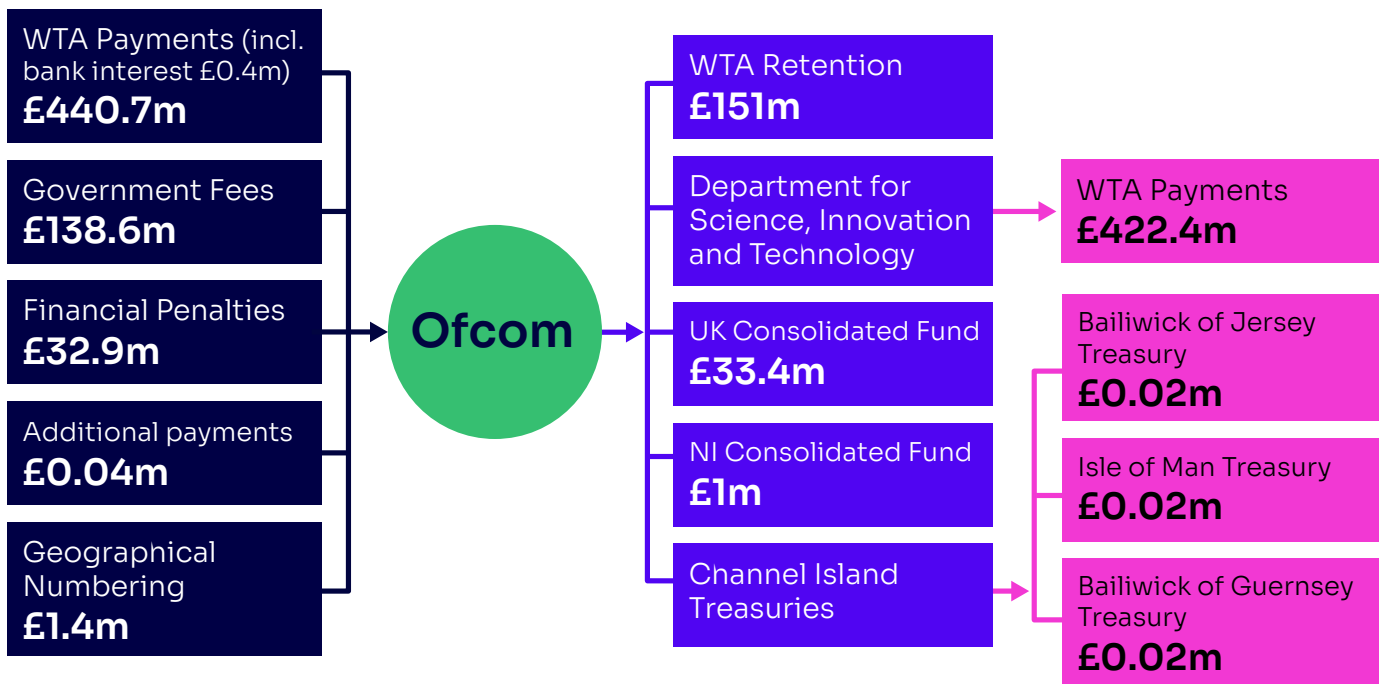 WTA Payments (incl.
bank interest £0.4m)
£440.7m
Government Fees
£138.6m
Financial Penalties
£32.9m
Additional payments
£0.04m
Geographical
Numbering
£1.4m
Ofcom
WTA Retention
£151m
Department for
Science, Innovation
and Technology
UK Consolidated Fund
£33.4m
NI Consolidated Fund
£1m
Channel Island
Treasuries
WTA Payments
£422.4m
Bailiwick of Jersey
Treasury
£0.02m
Isle of Man Treasury
£0.02m
Bailiwick of Guernsey
Treasury
£0.02m